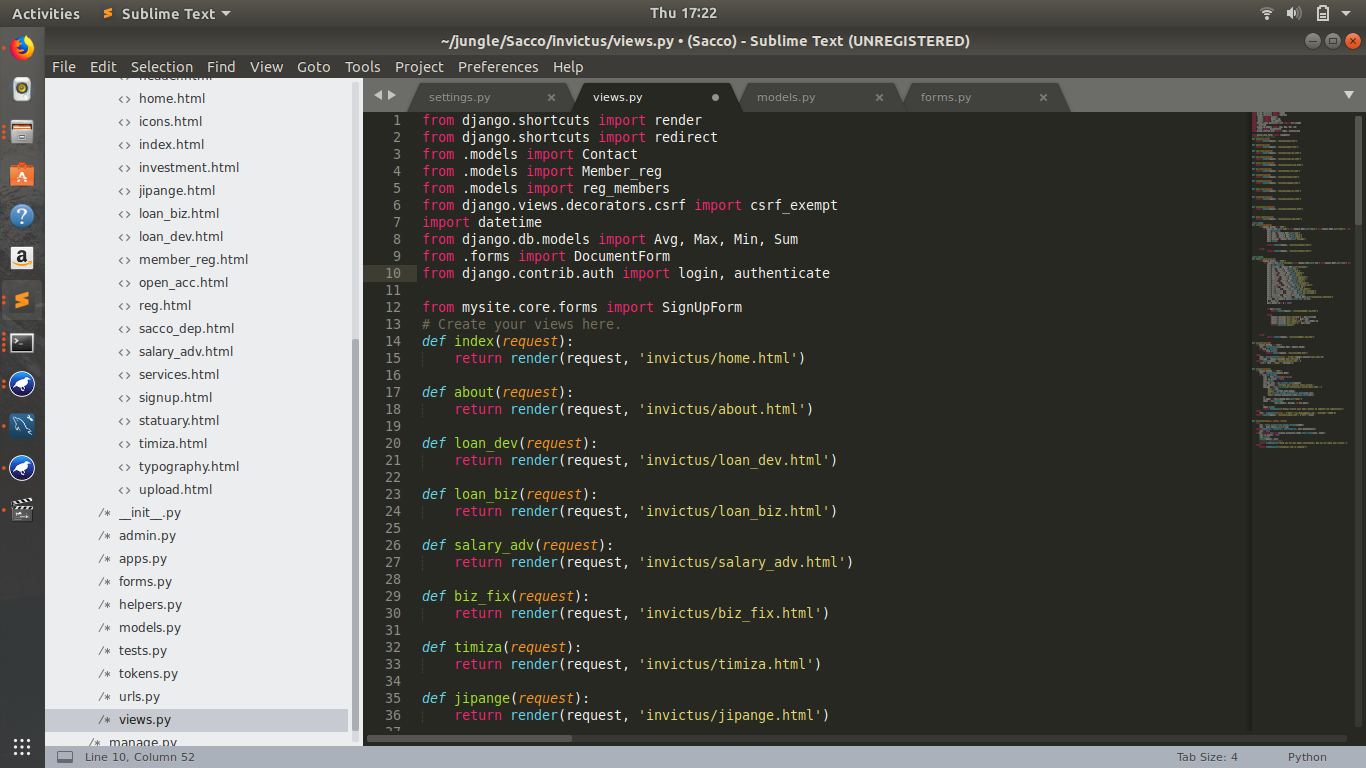 Activities
Sublime Text
Thu 17:22
~/jungle/Sacco/invictus/views.py • (Sacco) - Sublime Text (UNREGISTERED)
File Edit Selection Find View Goto Tools Project Preferences Help
home.html
icons.html
index.html
investment.html
jipange.html
loan_biz.html
loan_dev.html
member_reg.html
open_acc.html
reg.html
sacco_dep.html
salary_adv.html
services.html
signup.html
statuary.html
timiza.html
typography.html
upload.html
/* __init__.py
/* admin.py
/* apps.py
/* forms.py
/* helpers.py
/* models.py
/* tests.py
/* tokens.py
/* urls.py
/* views.py
/* manage.py
settings.py
views.py
models.py
forms.py
1 from django.shortcuts import render
2 from django.shortcuts import redirect
3 from .models import Contact
4 from .models import Member_reg
5 from .models import reg_members
6 from django.views.decorators.csrf import csrf_exempt
7 import datetime
8 from django.db.models import Avg, Max, Min, Sum
9 from .forms import DocumentForm
10 from django.contrib.auth import login, authenticate
11
12 from mysite.core.forms import SignUpForm
13 # Create your views here.
14 def index(request):
15 return render(request, 'invictus/home.html')
16
17 def about(request):
18 return render(request, 'invictus/about.html')
19
20 def loan_dev(request):
21 return render(request, 'invictus/loan_dev.html')
22
23 def loan_biz(request):
24 return render(request, 'invictus/loan_biz.html')
25
26 def salary_adv(request):
27 return render(request, 'invictus/salary_adv.html')
28
29 def biz_fix(request):
30 return render(request, 'invictus/biz_fix.html')
31
32 def timiza(request):
33 return render(request, 'invictus/timiza.html')
34
35 def jipange(request):
36 return render(request, 'invictus/jipange.html')
Line 10, Column 52
Tab Size: 4
Python